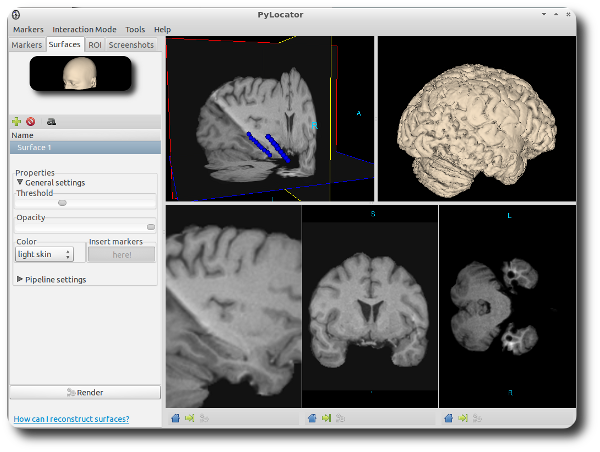 PyLocator
Markers Interaction Mode Tools Help
Markers Surfaces ROI Screenshots
Name
Surface 1
Properties
General settings
Threshold
Opacity
Color Insert markers
light skin here!
Pipeline settings
Render
How can I reconstruct surfaces?
A
R
S
L